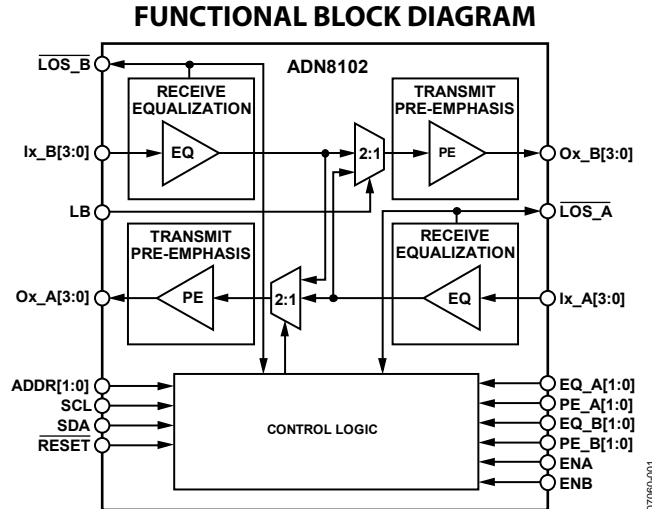 FUNCTIONAL BLOCK DIAGRAM
LOS_B
ADN8102
RECEIVE
EQUALIZATION
TRANSMIT
PRE-EMPHASIS
Ix_B[3:0]
EQ
2:1
PE
Ox_B[3:0]
LB
LOS_A
TRANSMIT
PRE-EMPHASIS
RECEIVE
EQUALIZATION
Ox_A[3:0]
PE
2:1
EQ
Ix_A[3:0]
ADDR[1:0]
SCL
SDA
RESET
CONTROL LOGIC
EQ_A[1:0]
PE_A[1:0]
EQ_B[1:0]
PE_B[1:0]
ENA
ENB
07060-001